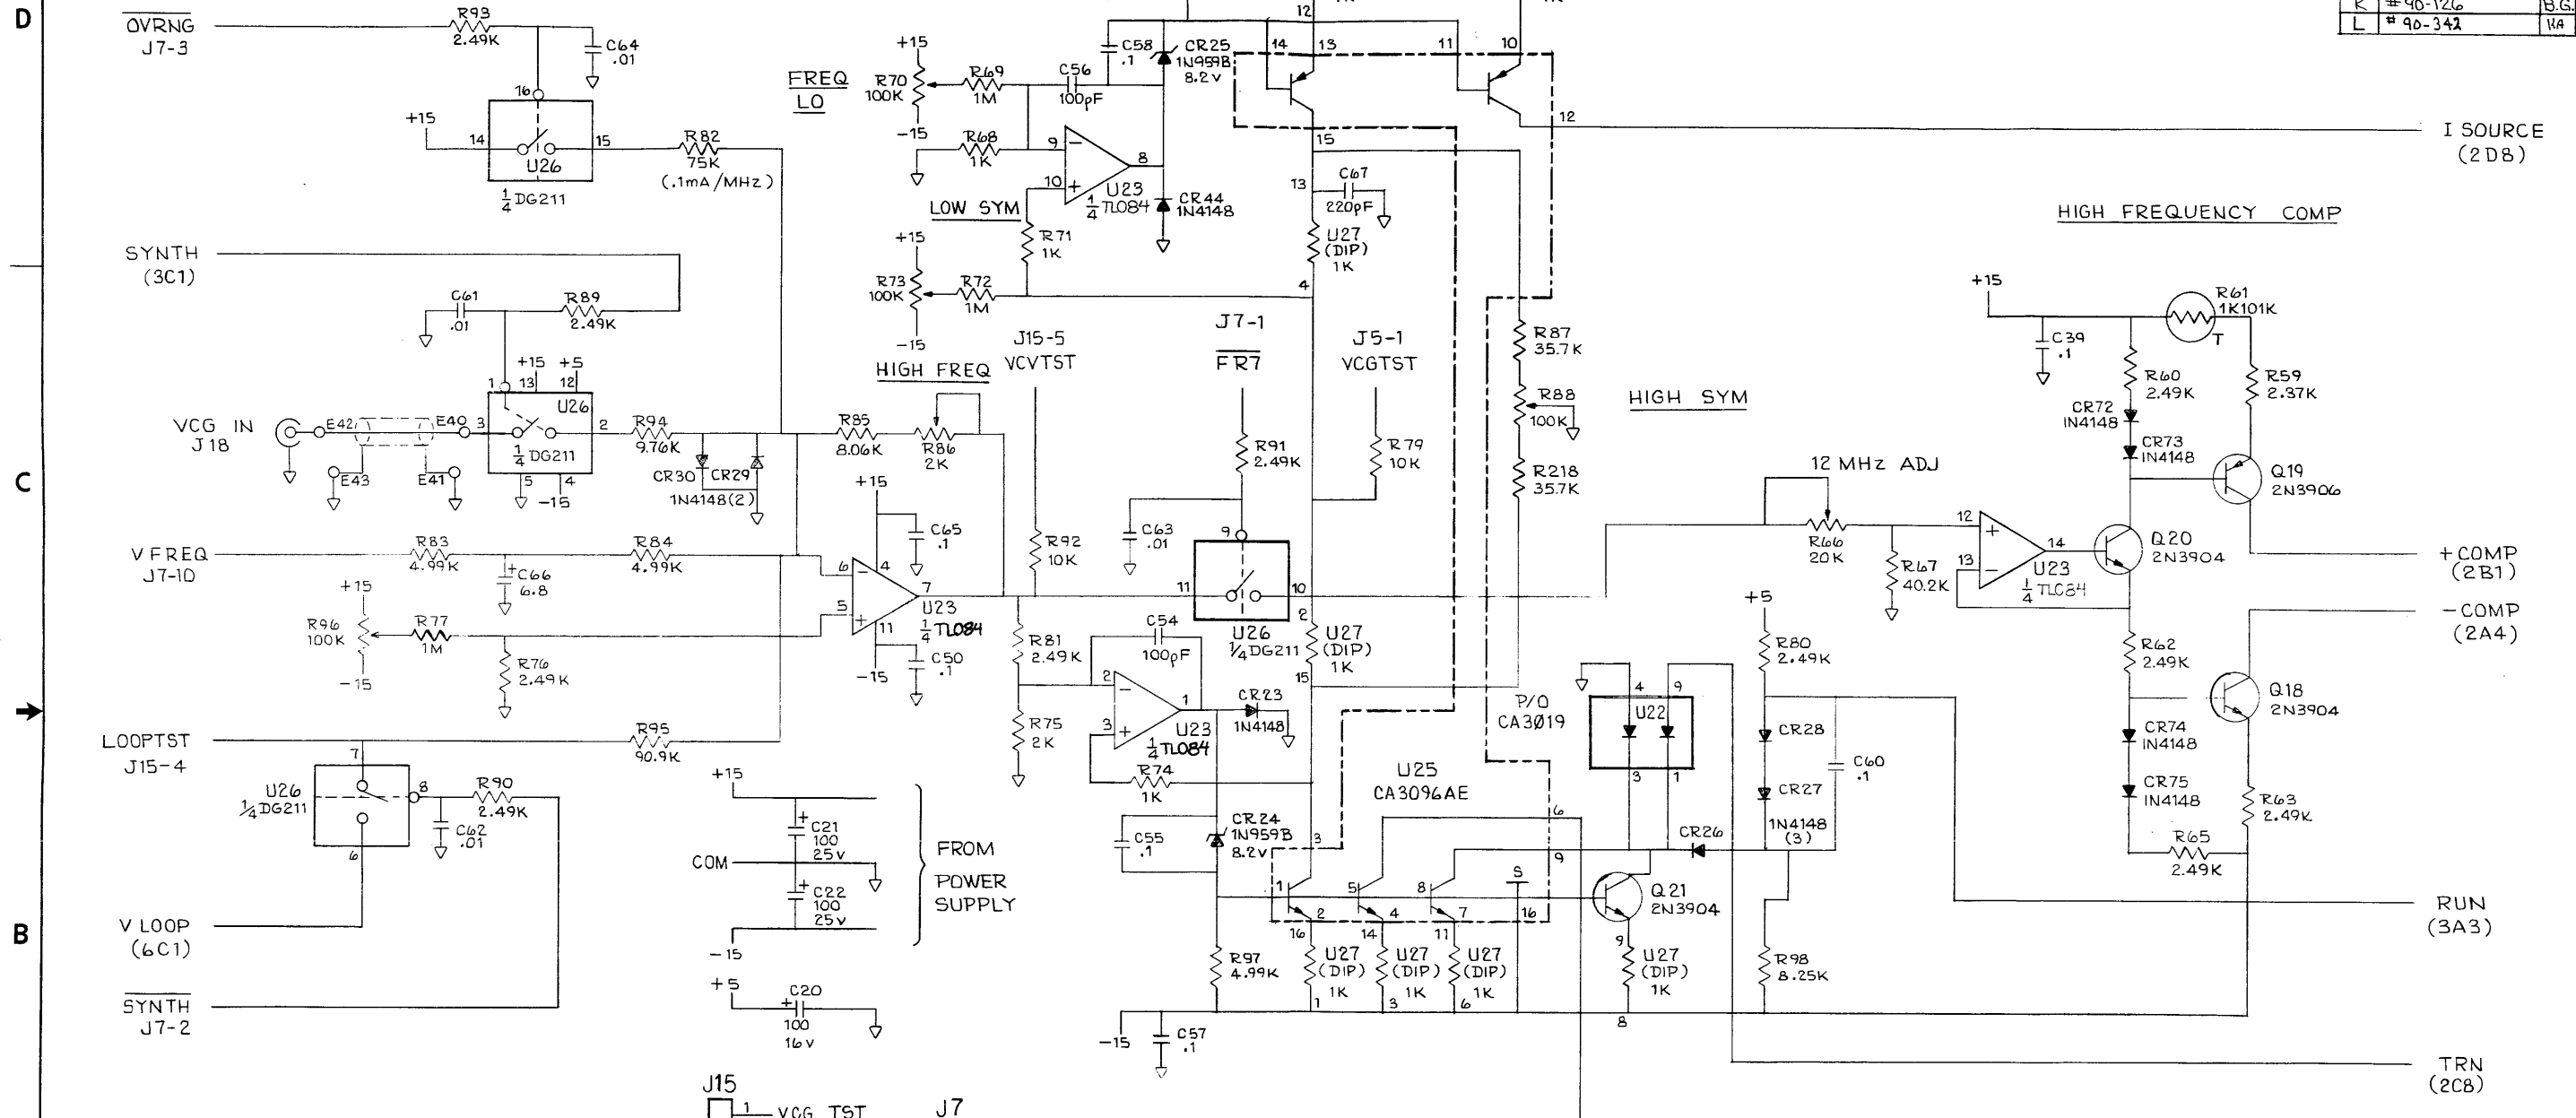 D
K # 90-126 B.G.
L # 90-342 KA
OVRNG
J7-3
R93
2.49K
C64
.01
16
+15
14
15
U26
1/4 DG211
R82
75K
(.1mA/MHz)
SYNTH
(3C1)
C61
.01
R89
2.49K
+15 +5
1 13 12
U26
VCG IN
J18
E42
E40
3
2
E43
E41
1/4 DG211
5 4
-15
R94
9.76K
CR30 CR29
1N4148(2)
R85
8.06K
R86
2K
HIGH FREQ
C
V FREQ
J7-10
R83
4.99K
C66
+
6.8
R84
4.99K
+15
R96
100K
-15
R77
1M
R76
2.49K
+15
C65
.1
6
-
4
5
+
11
7
U23
1/4 TL084
-15
C50
.1
LOOPTST
J15-4
R95
90.9K
7
U26
1/4 DG211
8
R90
2.49K
C62
.01
6
V LOOP
(6C1)
SYNTH
J7-2
B
+15
+
C21
100
25V
COM
+
C22
100
25V
-15
FROM
POWER
SUPPLY
+5
C20
+
100
16V
J15
1
VCG TST
J7
FREQ
LO
+15
R70
100K
-15
R69
1M
R68
1K
C56
100pF
C58
.1
CR25
1N959B
8.2V
9
-
10
+
8
U23
1/4 TL084
CR44
1N4148
LOW SYM
R71
1K
+15
R73
100K
-15
R72
1M
12
14 13
11 10
15
12
I SOURCE
(2D8)
13
C67
220pF
U27
(DIP)
1K
4
J15-5
VCVTST
J7-1
FR7
J5-1
VCGTST
R92
10K
R91
2.49K
R79
10K
C63
.01
9
11
10
U26
1/4 DG211
2
U27
(DIP)
1K
15
R81
2.49K
C54
100pF
R75
2K
2
-
3
+
1
U23
1/4 TL084
CR23
1N4148
R74
1K
R87
35.7K
R88
100K
R218
35.7K
HIGH SYM
U25
CA3096AE
C55
.1
CR24
1N959B
8.2V
3
6
9
1
2
5
4
8
7
S
16
16 14 11
R97
4.99K
U27
(DIP)
1K
U27
(DIP)
1K
U27
(DIP)
1K
1 3 6
-15
C57
.1
P/O
CA3019
4 9
U22
3 1
CR26
Q21
2N3904
9
U27
(DIP)
1K
8
+5
R80
2.49K
CR28
CR27
1N4148
(3)
C60
.1
R98
8.25K
HIGH FREQUENCY COMP
+15
C39
.1
R61
1K101K
T
R60
2.49K
R59
2.37K
CR72
1N4148
CR73
1N4148
Q19
2N3906
12 MHz ADJ
R66
20K
R67
40.2K
12
+
13
-
14
U23
1/4 TL084
Q20
2N3904
+COMP
(2B1)
-COMP
(2A4)
R62
2.49K
Q18
2N3904
CR74
1N4148
CR75
1N4148
R63
2.49K
R65
2.49K
RUN
(3A3)
TRN
(2C8)